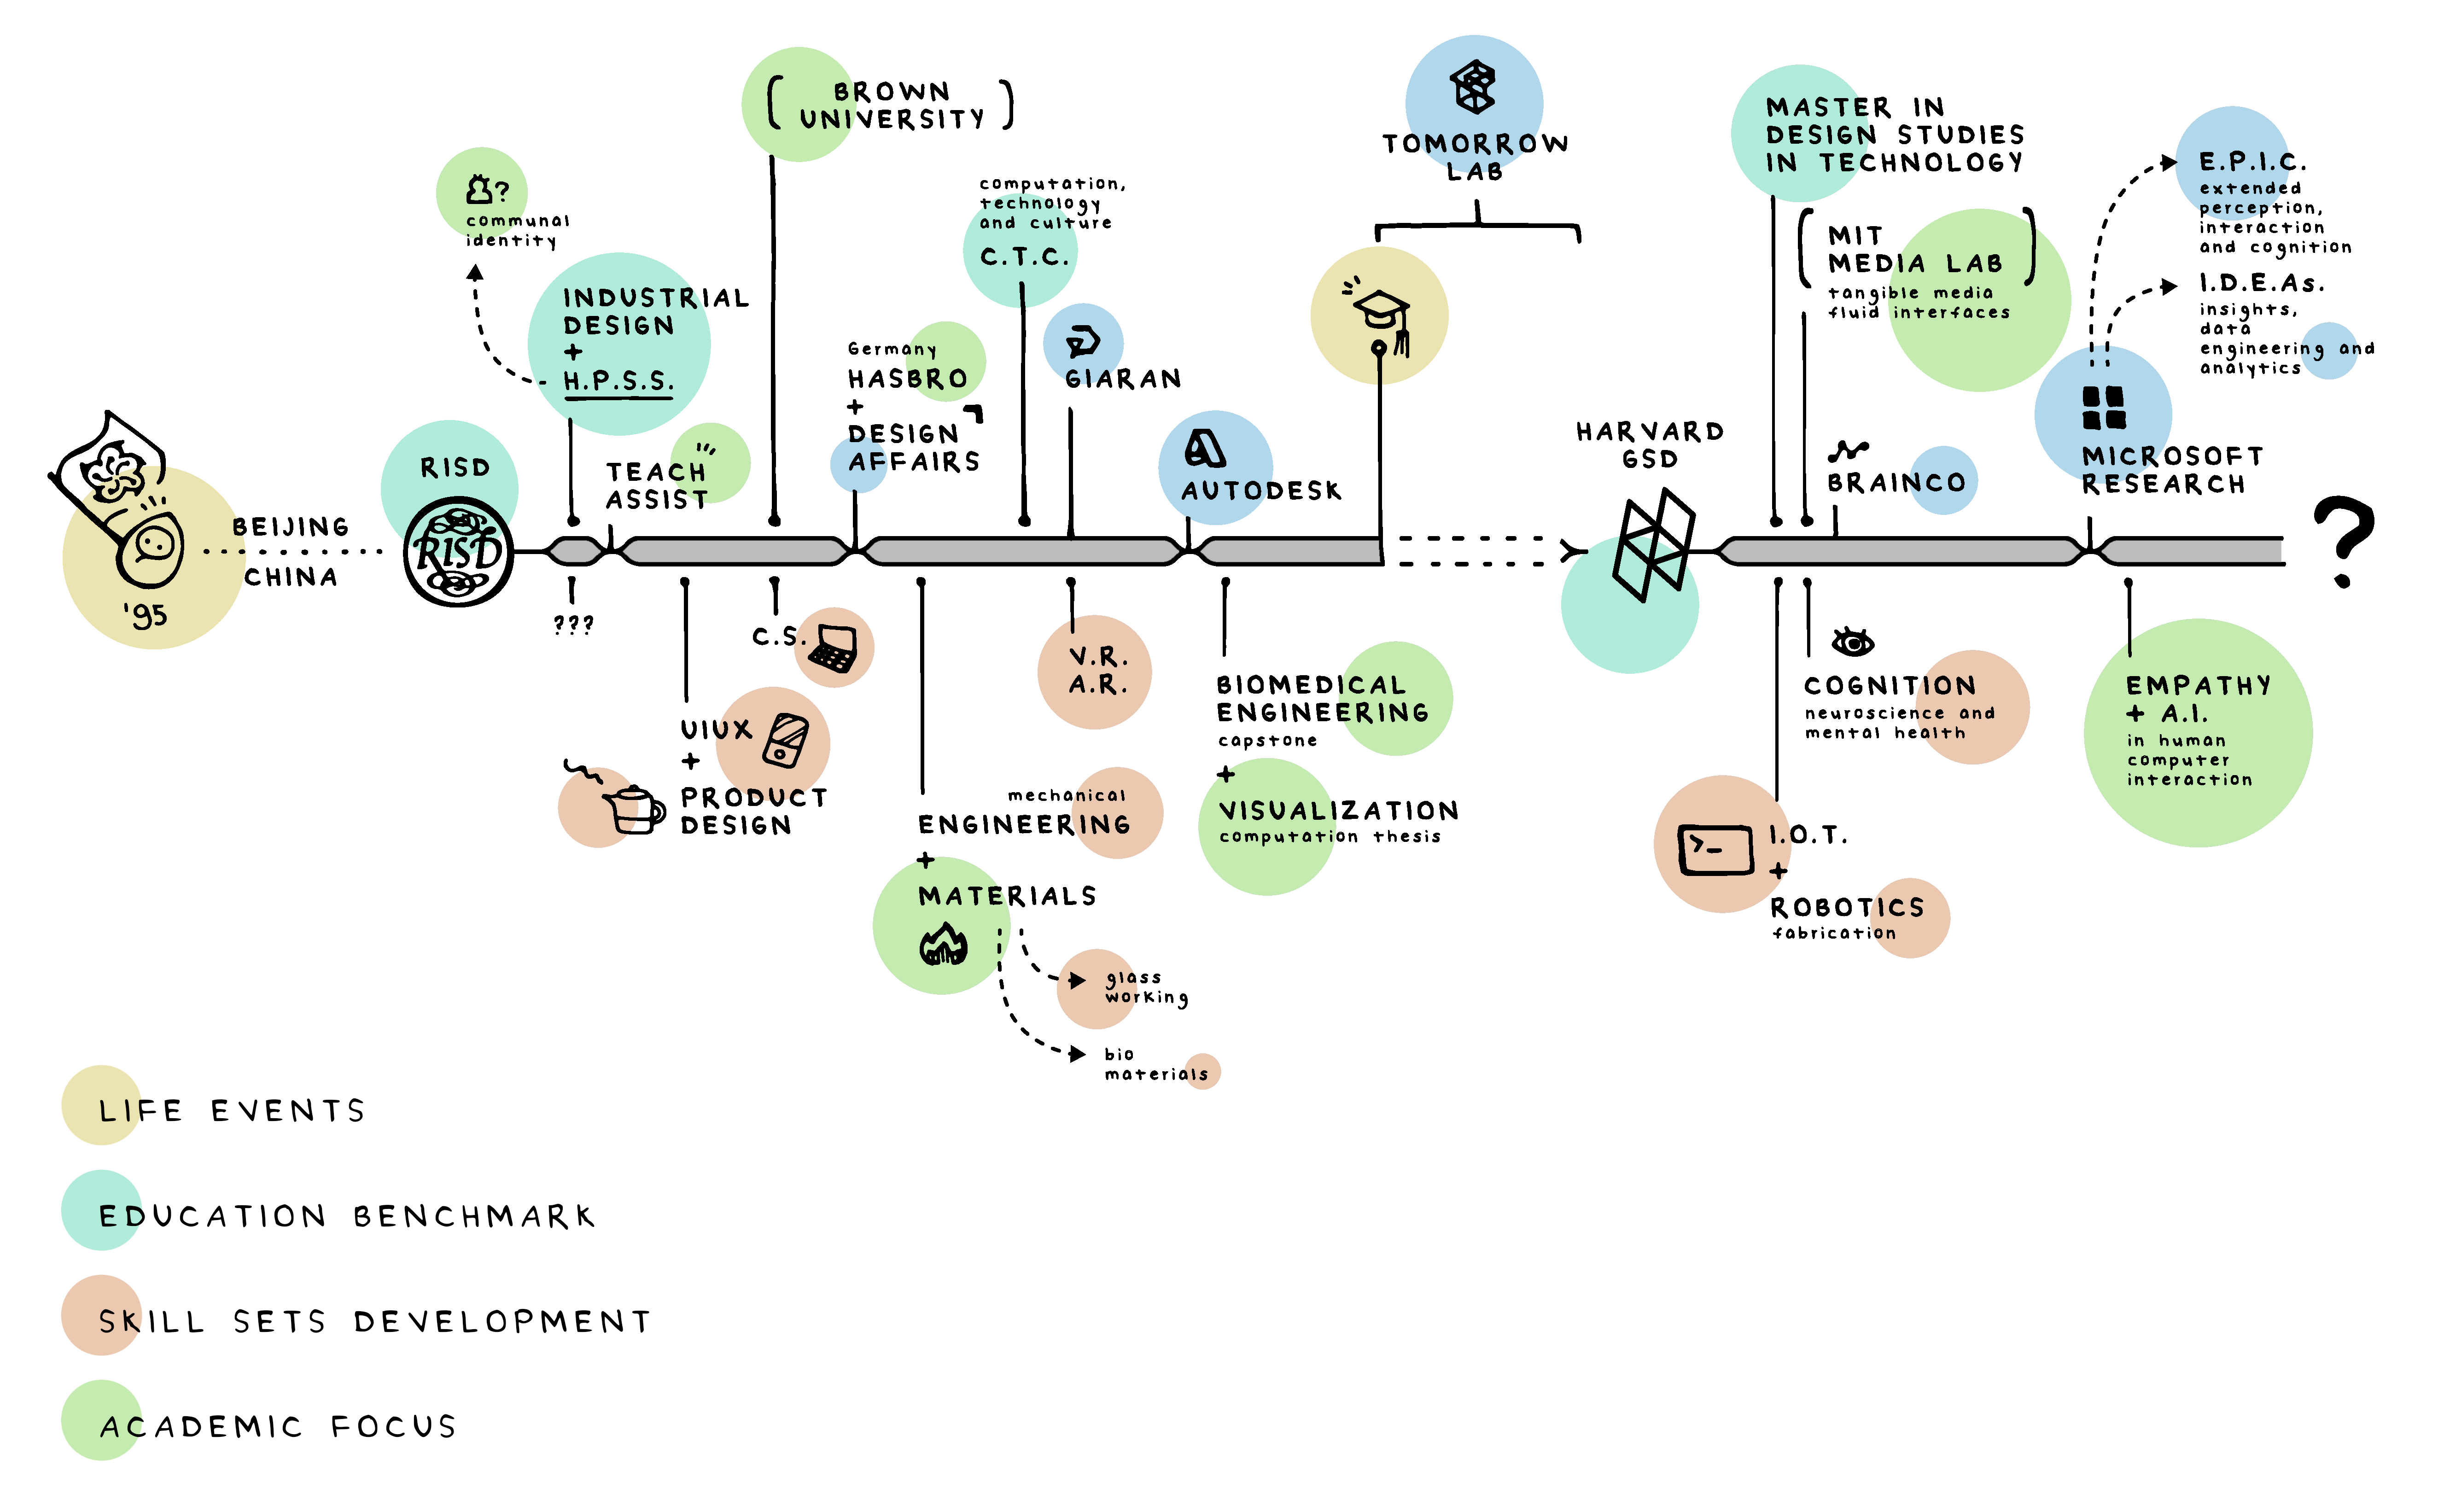 '95
BEIJING
CHINA
RISD
RISD
?
communal
identity
INDUSTRIAL
DESIGN
+
H.P.S.S.
???
TEACH
ASSIST
UIUX
+
PRODUCT
DESIGN
( BROWN
UNIVERSITY )
C.S.
Germany
HASBRO
+
DESIGN
AFFAIRS
mechanical
ENGINEERING
+
MATERIALS
glass
working
bio
materials
computation,
technology
and culture
C.T.C.
GIARAN
V.R.
A.R.
AUTODESK
BIOMEDICAL
ENGINEERING
capstone
+
VISUALIZATION
computation thesis
TOMORROW
LAB
HARVARD
GSD
MASTER IN
DESIGN STUDIES
IN TECHNOLOGY
( MIT
MEDIA LAB )
tangible media
fluid interfaces
BRAINCO
COGNITION
neuroscience and
mental health
>_
I.O.T.
+
ROBOTICS
fabrication
E.P.I.C.
extended
perception,
interaction
and cognition
I.D.E.As.
insights,
data
engineering and
analytics
MICROSOFT
RESEARCH
EMPATHY
+ A.I.
in human
computer
interaction
?
LIFE EVENTS
EDUCATION BENCHMARK
SKILL SETS DEVELOPMENT
ACADEMIC FOCUS